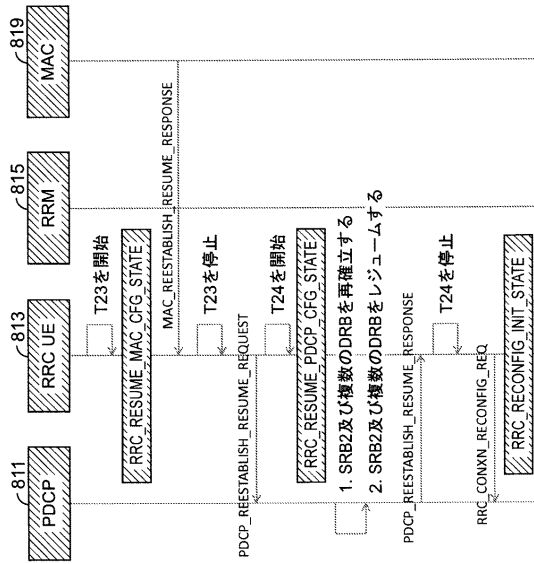 811
PDCP
813
RRC UE
815
RRM
819
MAC
T23を開始
RRC_RESUME_MAC_CFG_STATE
MAC_REESTABLISH_RESUME_RESPONSE
T23を停止
PDCP_REESTABLISH_RESUME_REQUEST
T24を開始
RRC_RESUME_PDCP_CFG_STATE
1. SRB2及び複数のDRBを再確立する
2. SRB2及び複数のDRBをレジュームする
PDCP_REESTABLISH_RESUME_RESPONSE
T24を停止
RRC_CONXN_RECONFIG_REQ
RRC_RECONFIG_INIT_STATE